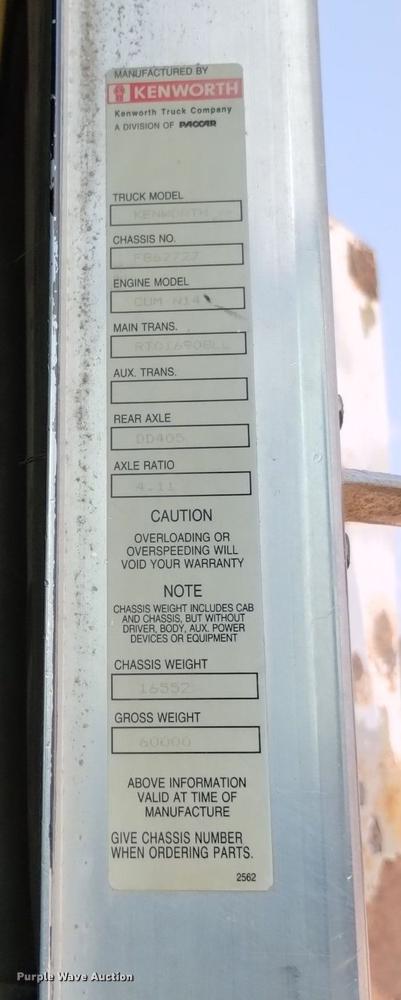 MANUFACTURED BY
KENWORTH
Kenworth Truck Company
A DIVISION OF PACCAR
TRUCK MODEL
KENWORTH
CHASSIS NO.
ENGINE MODEL
CUM N14
MAIN TRANS.
AUX. TRANS.
REAR AXLE
DD405
AXLE RATIO
4.11
CAUTION
OVERLOADING OR
OVERSPEEDING WILL
VOID YOUR WARRANTY
NOTE
CHASSIS WEIGHT INCLUDES CAB
AND CHASSIS, BUT WITHOUT
DRIVER, BODY, AUX. POWER
DEVICES OR EQUIPMENT
CHASSIS WEIGHT
16552
GROSS WEIGHT
60000
ABOVE INFORMATION
VALID AT TIME OF
MANUFACTURE
GIVE CHASSIS NUMBER
WHEN ORDERING PARTS.
2562
Purple Wave Auction